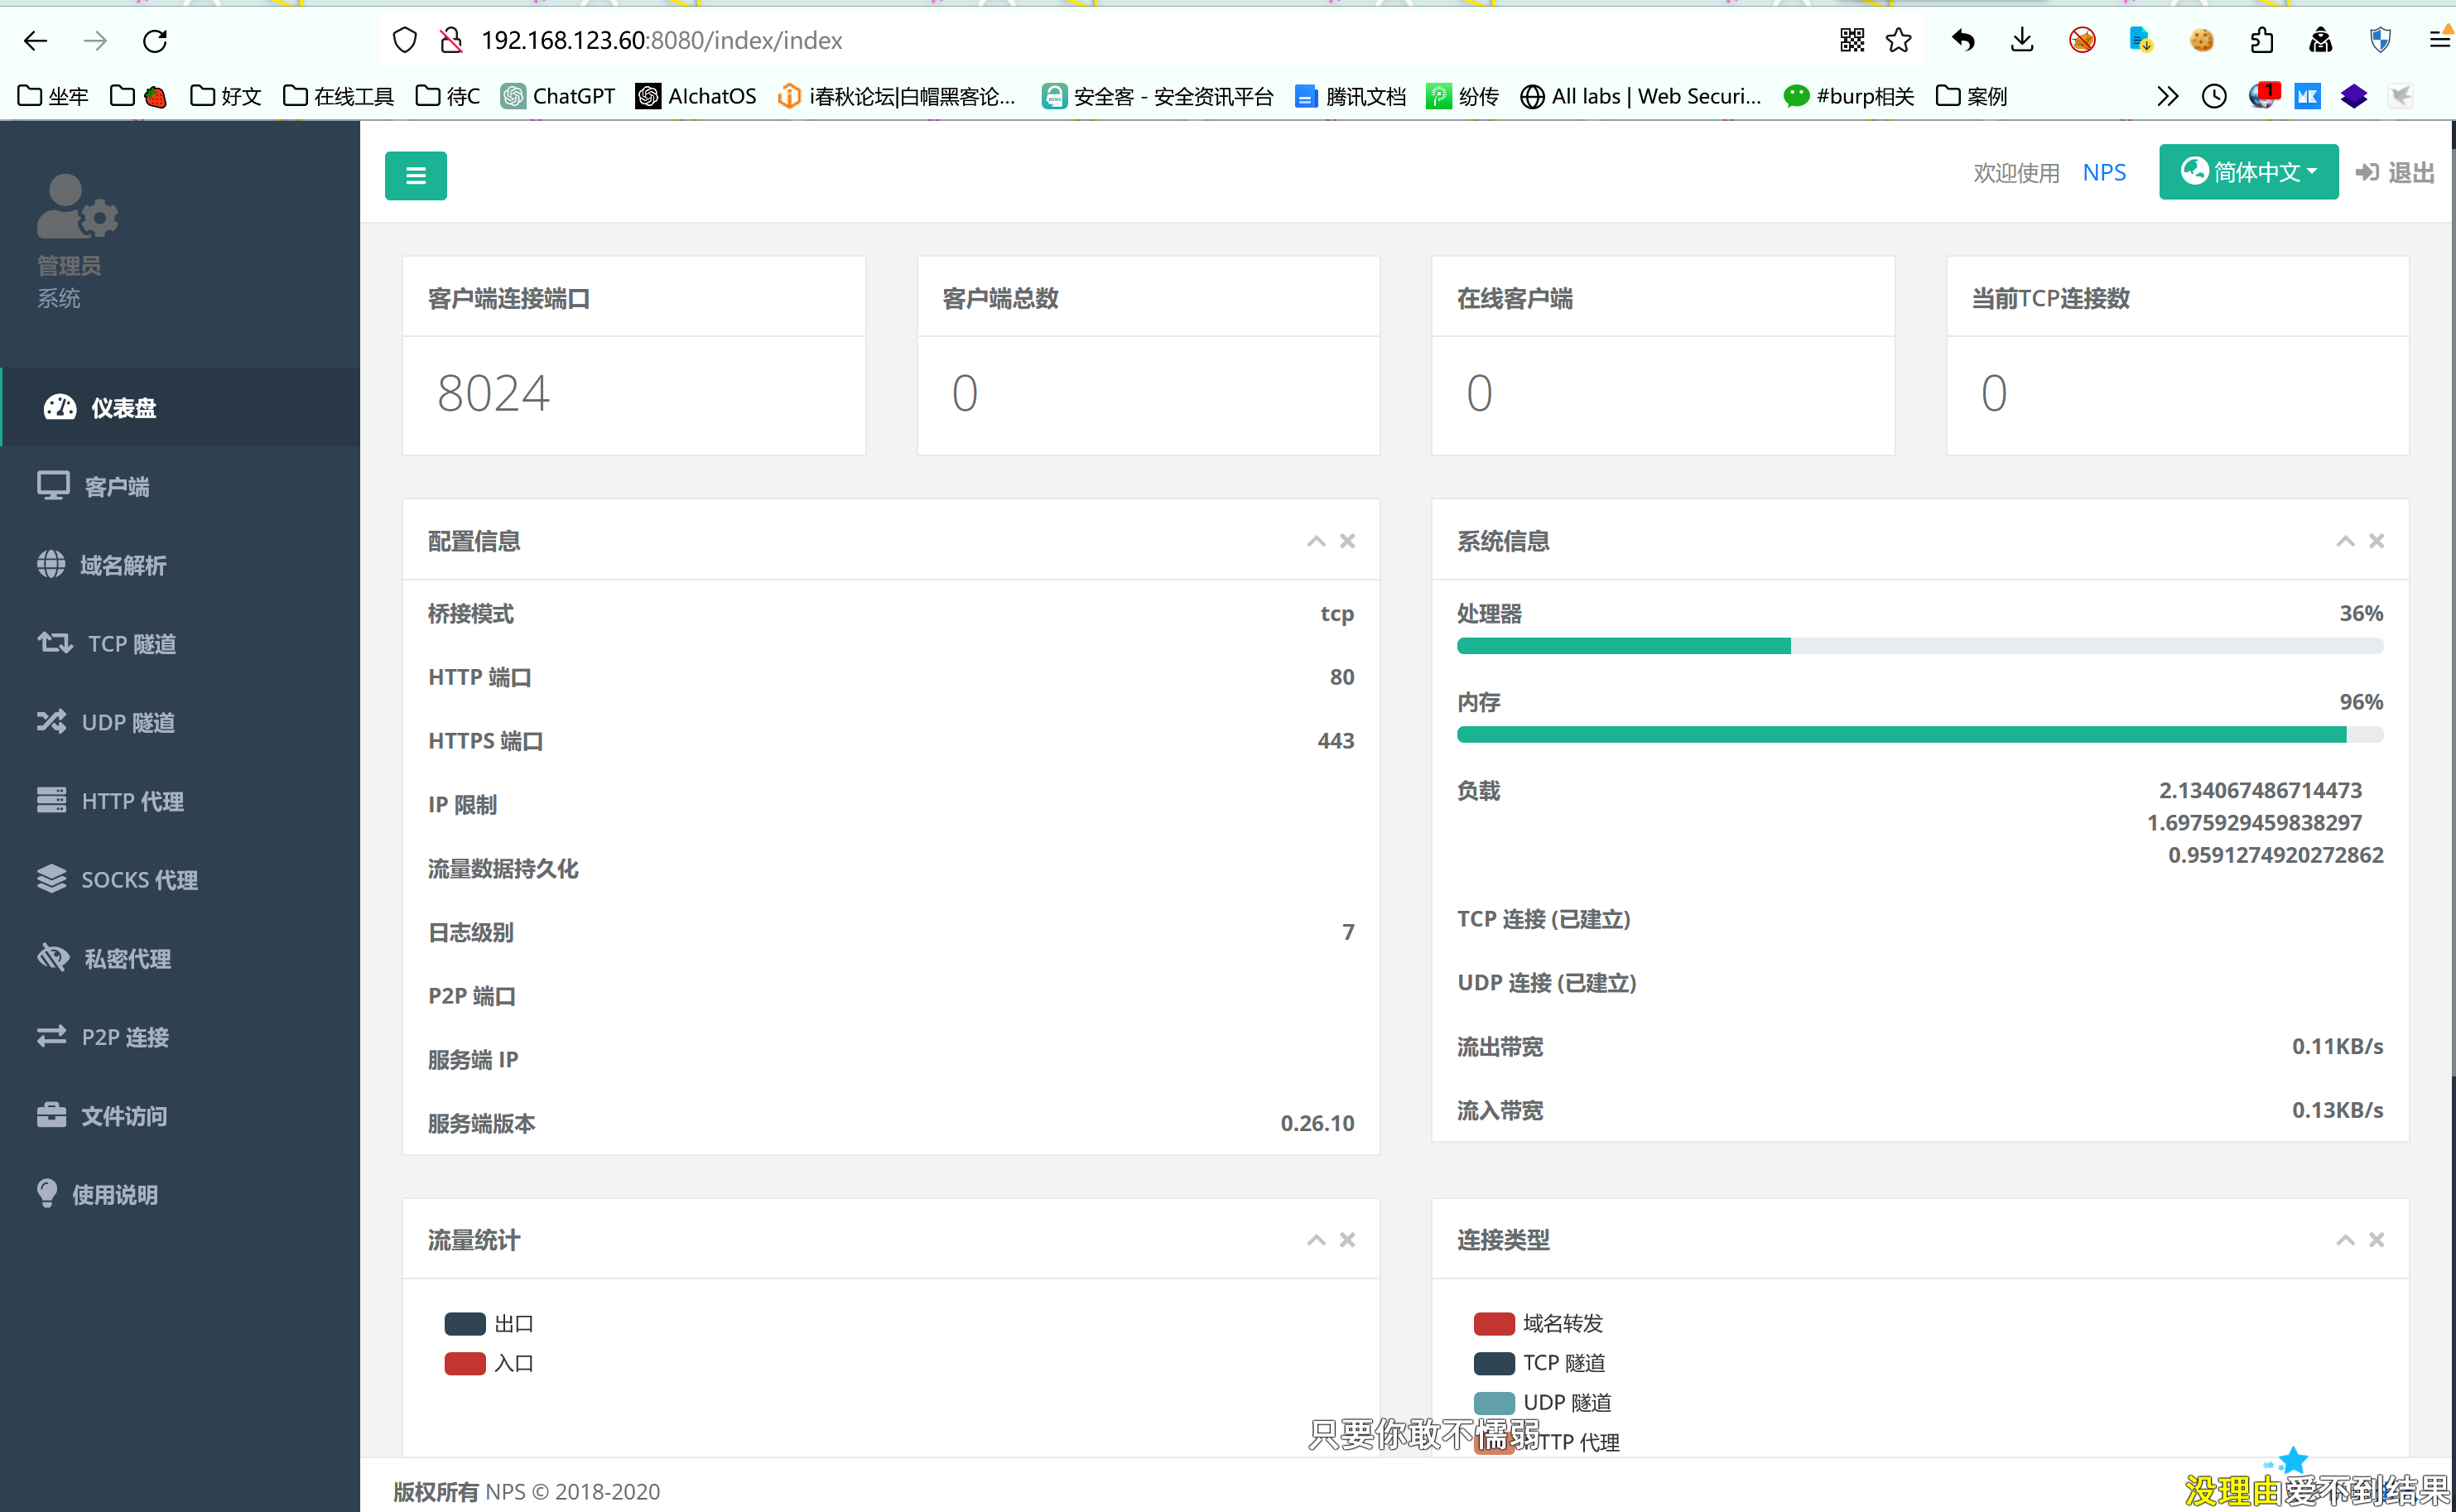 192.168.123.60:8080/index/index
坐牢 好文 在线工具 待C ChatGPT AIchatOS i春秋论坛|白帽黑客论... 安全客 - 安全资讯平台 腾讯文档 纷传 All labs | Web Securi... #burp相关 案例 1 MK
欢迎使用 NPS 简体中文 退出
管理员
系统
仪表盘
客户端
域名解析
TCP 隧道
UDP 隧道
HTTP 代理
SOCKS 代理
私密代理
P2P 连接
文件访问
使用说明
客户端连接端口
8024
客户端总数
0
在线客户端
0
当前TCP连接数
0
配置信息
桥接模式 tcp
HTTP 端口 80
HTTPS 端口 443
IP 限制
流量数据持久化
日志级别 7
P2P 端口
服务端 IP
服务端版本 0.26.10
系统信息
处理器 36%
内存 96%
负载 2.134067486714473
1.6975929459838297
0.9591274920272862
TCP 连接 (已建立)
UDP 连接 (已建立)
流出带宽 0.11KB/s
流入带宽 0.13KB/s
流量统计
出口
入口
连接类型
域名转发
TCP 隧道
UDP 隧道
HTTP 代理
只要你敢不懦弱
版权所有 NPS © 2018-2020
没理由爱不到结果